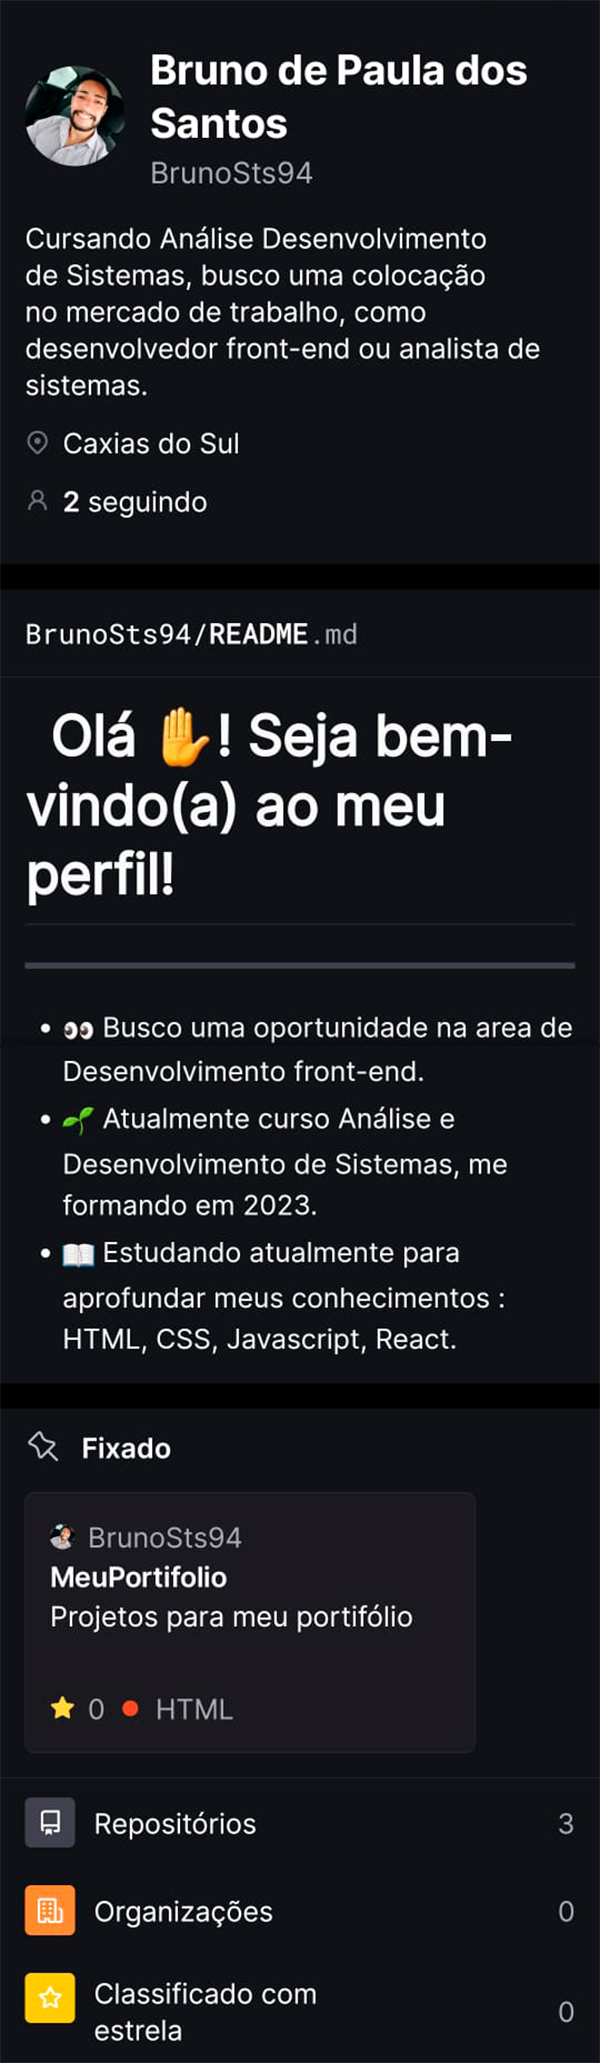 Bruno de Paula dos
Santos
BrunoSts94
Cursando Análise Desenvolvimento
de Sistemas, busco uma colocação
no mercado de trabalho, como
desenvolvedor front-end ou analista de
sistemas.
Caxias do Sul
2 seguindo
BrunoSts94/README.md
Olá ✋! Seja bem-
vindo(a) ao meu
perfil!
• 👀 Busco uma oportunidade na area de
Desenvolvimento front-end.
• 🌱 Atualmente curso Análise e
Desenvolvimento de Sistemas, me
formando em 2023.
• 📖 Estudando atualmente para
aprofundar meus conhecimentos :
HTML, CSS, Javascript, React.
Fixado
BrunoSts94
MeuPortifolio
Projetos para meu portifólio
⭐ 0 HTML
Repositórios 3
Organizações 0
Classificado com
estrela 0